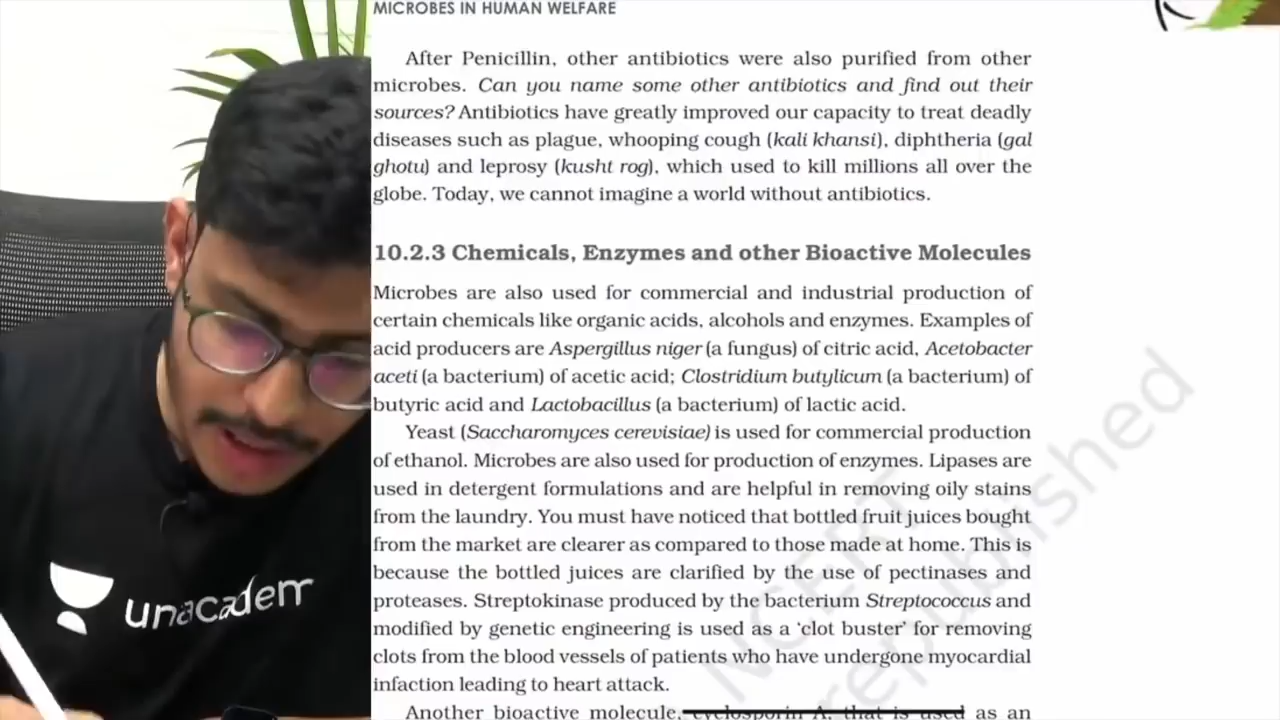 MICROBES IN HUMAN WELFARE
After Penicillin, other antibiotics were also purified from other
microbes. Can you name some other antibiotics and find out their
sources? Antibiotics have greatly improved our capacity to treat deadly
diseases such as plague, whooping cough (kali khansi), diphtheria (gal
ghotu) and leprosy (kusht rog), which used to kill millions all over the
globe. Today, we cannot imagine a world without antibiotics.
10.2.3 Chemicals, Enzymes and other Bioactive Molecules
Microbes are also used for commercial and industrial production of
certain chemicals like organic acids, alcohols and enzymes. Examples of
acid producers are Aspergillus niger (a fungus) of citric acid, Acetobacter
aceti (a bacterium) of acetic acid; Clostridium butylicum (a bacterium) of
butyric acid and Lactobacillus (a bacterium) of lactic acid.
Yeast (Saccharomyces cerevisiae) is used for commercial production
of ethanol. Microbes are also used for production of enzymes. Lipases are
used in detergent formulations and are helpful in removing oily stains
from the laundry. You must have noticed that bottled fruit juices bought
from the market are clearer as compared to those made at home. This is
because the bottled juices are clarified by the use of pectinases and
proteases. Streptokinase produced by the bacterium Streptococcus and
modified by genetic engineering is used as a 'clot buster' for removing
clots from the blood vessels of patients who have undergone myocardial
infaction leading to heart attack.
Another bioactive molecule, cyclosporin A, that is used as an
NCERT
republished
unacadem